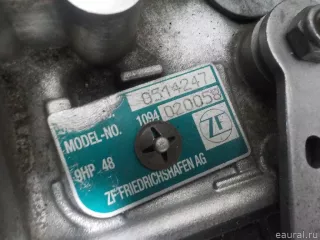 0514247
MODEL-NO. 1094 020058
9HP 48
ZF
ZF FRIEDRICHSHAFEN AG
eaural.ru